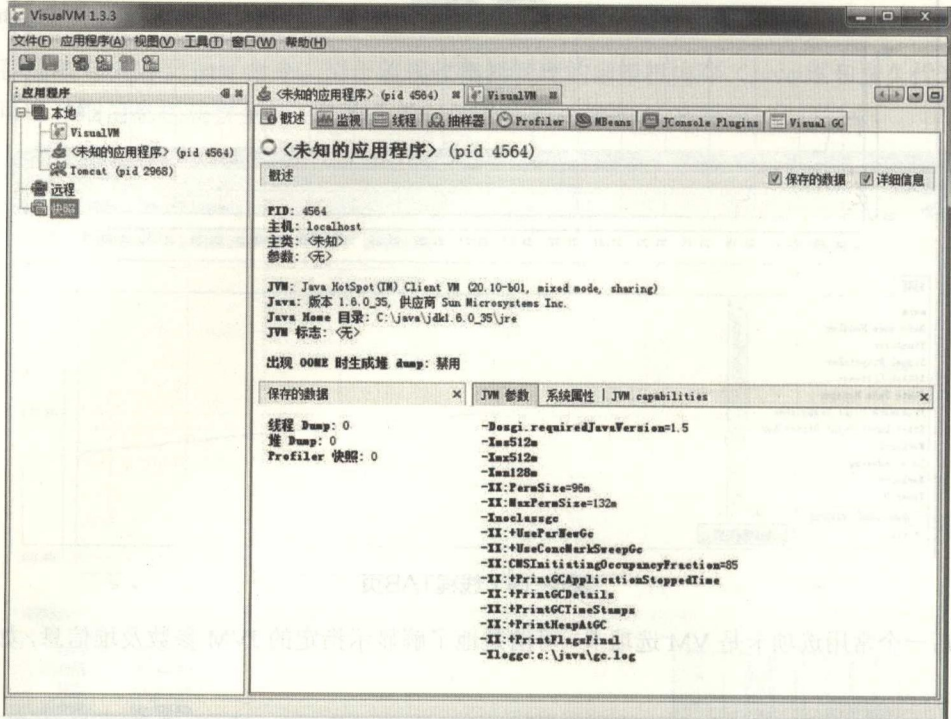 VisualVM 1.3.3
文件(F) 应用程序(A) 视图(V) 工具(T) 窗口(W) 帮助(H)
应用程序
本地
VisualVM
<未知的应用程序> (pid 4564)
Tomcat (pid 2968)
远程
快照
<未知的应用程序> (pid 4564)
VisualVM
概述 监视 线程 抽样器 Profiler MBeans JConsole Plugins Visual GC
<未知的应用程序> (pid 4564)
概述
保存的数据 详细信息
PID: 4564
主机: localhost
主类: <未知>
参数: <无>
JVM: Java HotSpot(TM) Client VM (20.10-b01, mixed mode, sharing)
Java: 版本 1.6.0_35, 供应商 Sun Microsystems Inc.
Java Home 目录: C:\java\jdk1.6.0_35\jre
JVM 标志: <无>
出现 OOME 时生成堆 dump: 禁用
保存的数据
线程 Dump: 0
堆 Dump: 0
Profiler 快照: 0
JVM 参数 系统属性 JVM capabilities
-Dosgi.requiredJavaVersion=1.5
-Xms512m
-Xmx512m
-Xmn128m
-XX:PermSize=96m
-XX:MaxPermSize=132m
-Xnoclassgc
-XX:+UseParNewGc
-XX:+UseConcMarkSweepGc
-XX:CMSInitiatingOccupancyFraction=85
-XX:+PrintGCApplicationStoppedTime
-XX:+PrintGCDetails
-XX:+PrintGCTimeStamps
-XX:+PrintHeapAtGC
-XX:+PrintFlagsFinal
-Xloggc:c:\java\gc.log